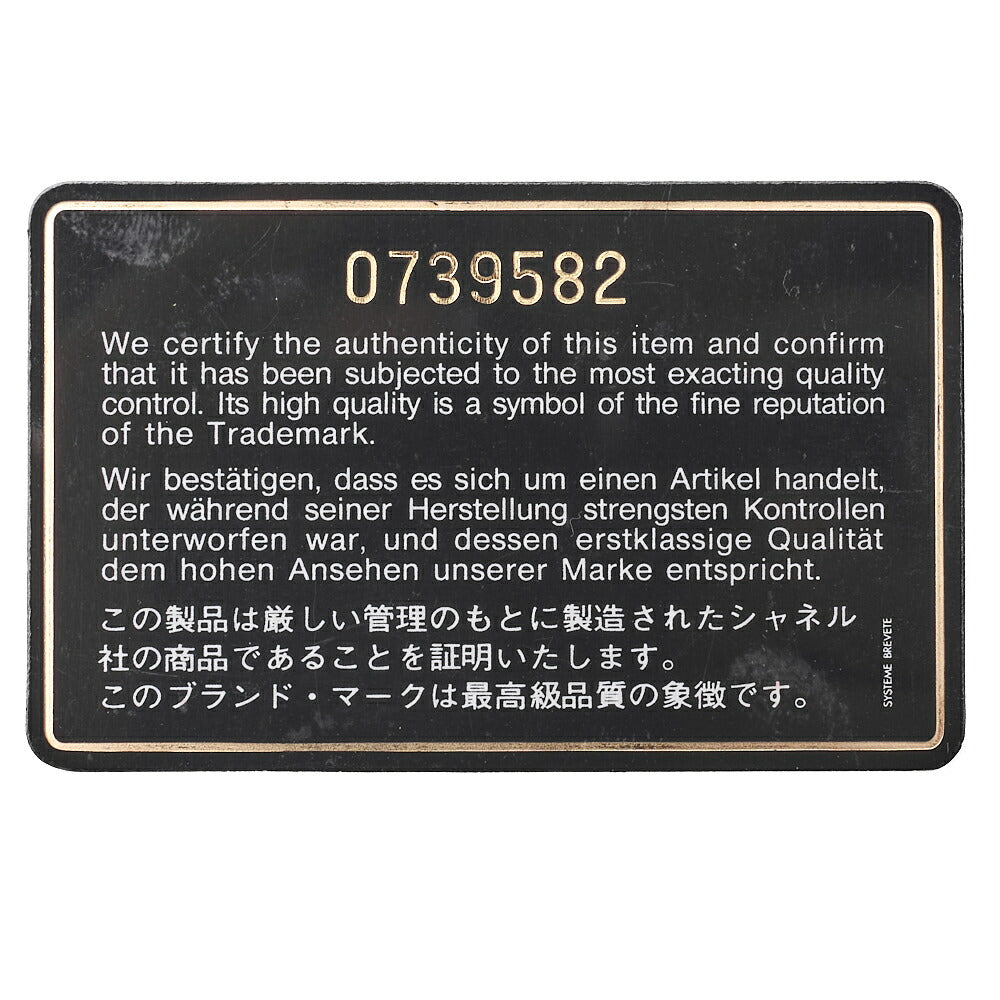 0739582
We certify the authenticity of this item and confirm
that it has been subjected to the most exacting quality
control. Its high quality is a symbol of the fine reputation
of the Trademark.
Wir bestätigen, dass es sich um einen Artikel handelt,
der während seiner Herstellung strengsten Kontrollen
unterworfen war, und dessen erstklassige Qualität
dem hohen Ansehen unserer Marke entspricht.
この製品は厳しい管理のもとに製造されたシャネル
社の商品であることを証明いたします。
このブランド・マークは最高級品質の象徴です。
SYSTEME BREVETE